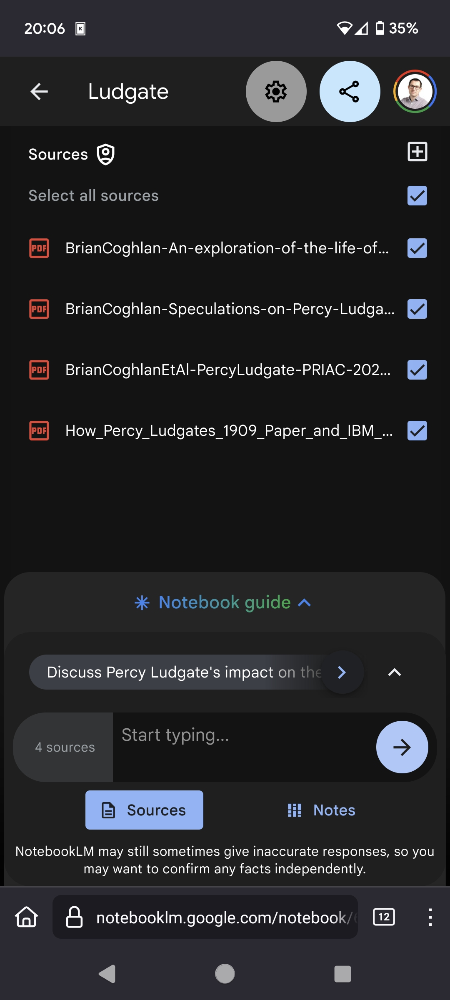 20:06 K 35%
Ludgate
Sources
Select all sources
PDF BrianCoghlan-An-exploration-of-the-life-of...
PDF BrianCoghlan-Speculations-on-Percy-Ludga...
PDF BrianCoghlanEtAl-PercyLudgate-PRIAC-202...
PDF How_Percy_Ludgates_1909_Paper_and_IBM_...
Notebook guide
Discuss Percy Ludgate's impact on the
4 sources
Start typing...
Sources
Notes
NotebookLM may still sometimes give inaccurate responses, so you
may want to confirm any facts independently.
notebooklm.google.com/notebook/
12